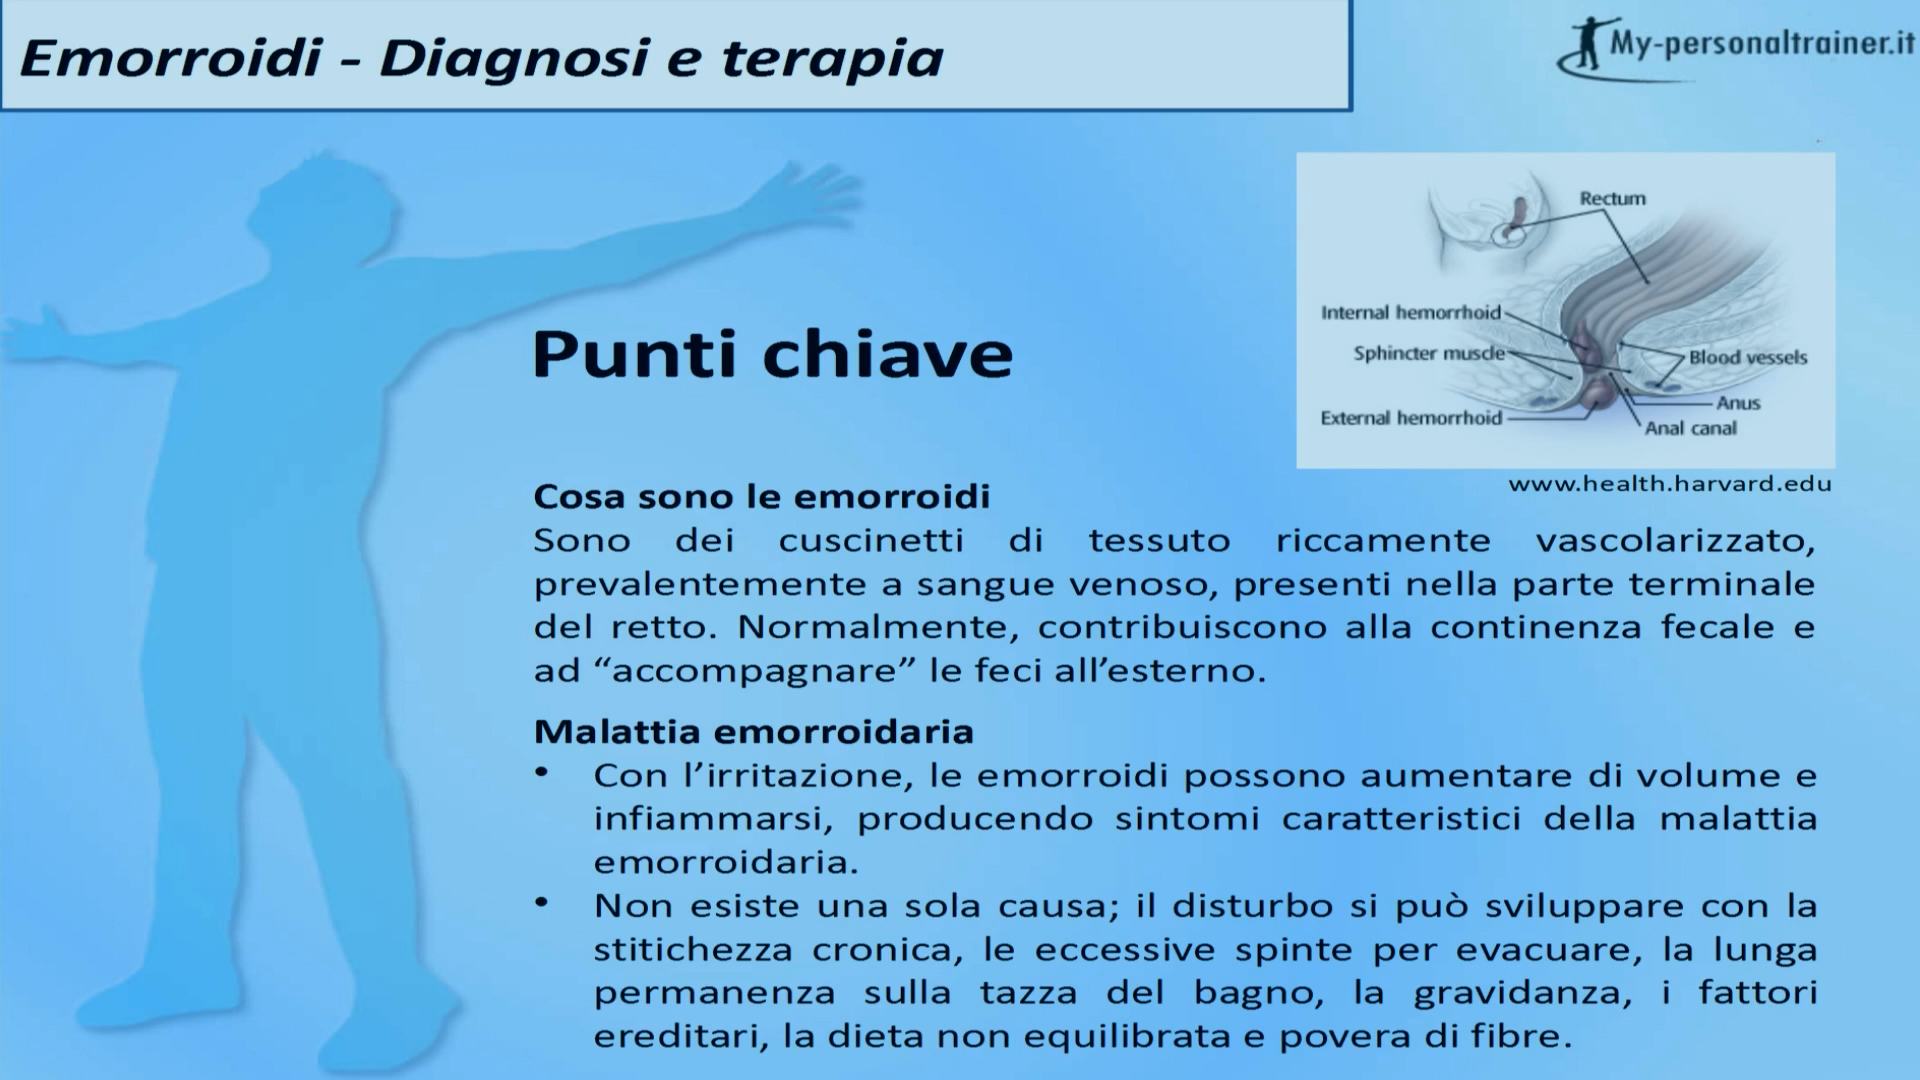 Emorroidi - Diagnosi e terapia
My-personaltrainer.it
Rectum
Internal hemorrhoid
Sphincter muscle
Blood vessels
Anus
External hemorrhoid
Anal canal
www.health.harvard.edu
Punti chiave
Cosa sono le emorroidi
Sono dei cuscinetti di tessuto riccamente vascolarizzato,
prevalentemente a sangue venoso, presenti nella parte terminale
del retto. Normalmente, contribuiscono alla continenza fecale e
ad “accompagnare” le feci all’esterno.
Malattia emorroidaria
• Con l’irritazione, le emorroidi possono aumentare di volume e
infiammarsi, producendo sintomi caratteristici della malattia
emorroidaria.
• Non esiste una sola causa; il disturbo si può sviluppare con la
stitichezza cronica, le eccessive spinte per evacuare, la lunga
permanenza sulla tazza del bagno, la gravidanza, i fattori
ereditari, la dieta non equilibrata e povera di fibre.